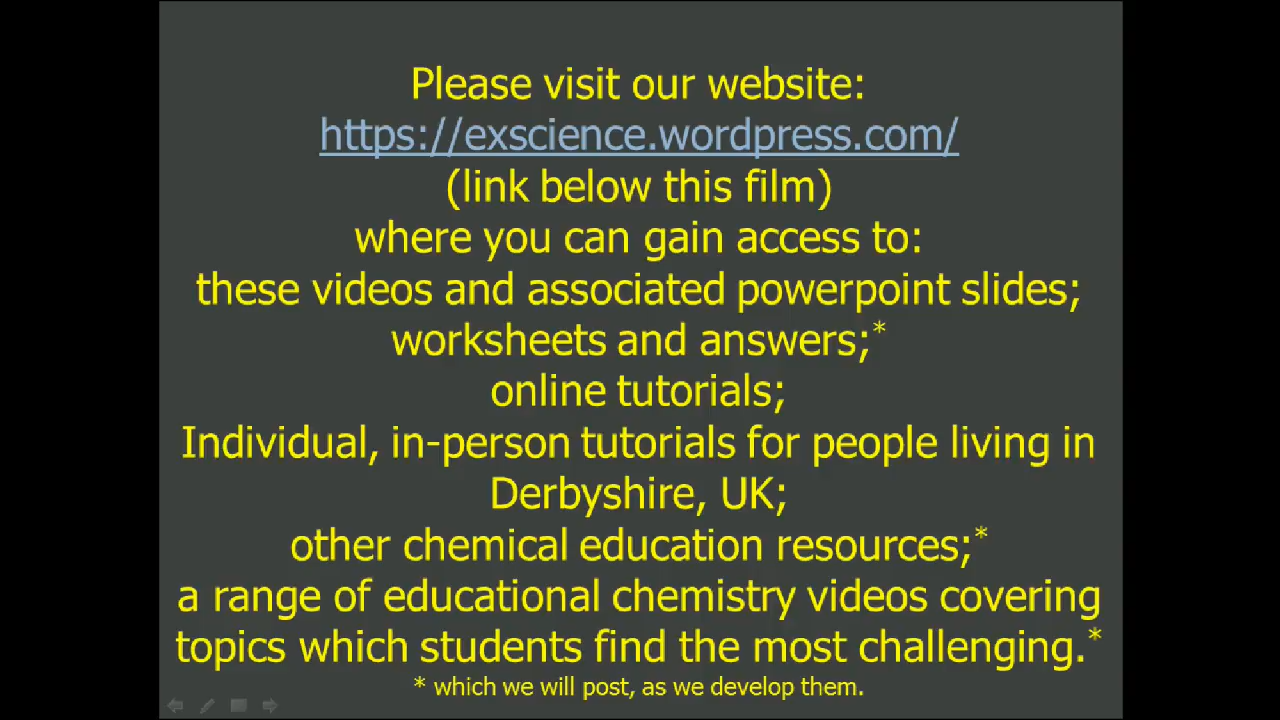 Please visit our website:
https://exscience.wordpress.com/
(link below this film)
where you can gain access to:
these videos and associated powerpoint slides;
worksheets and answers;*
online tutorials;
Individual, in-person tutorials for people living in
Derbyshire, UK;
other chemical education resources;*
a range of educational chemistry videos covering
topics which students find the most challenging.*
* which we will post, as we develop them.